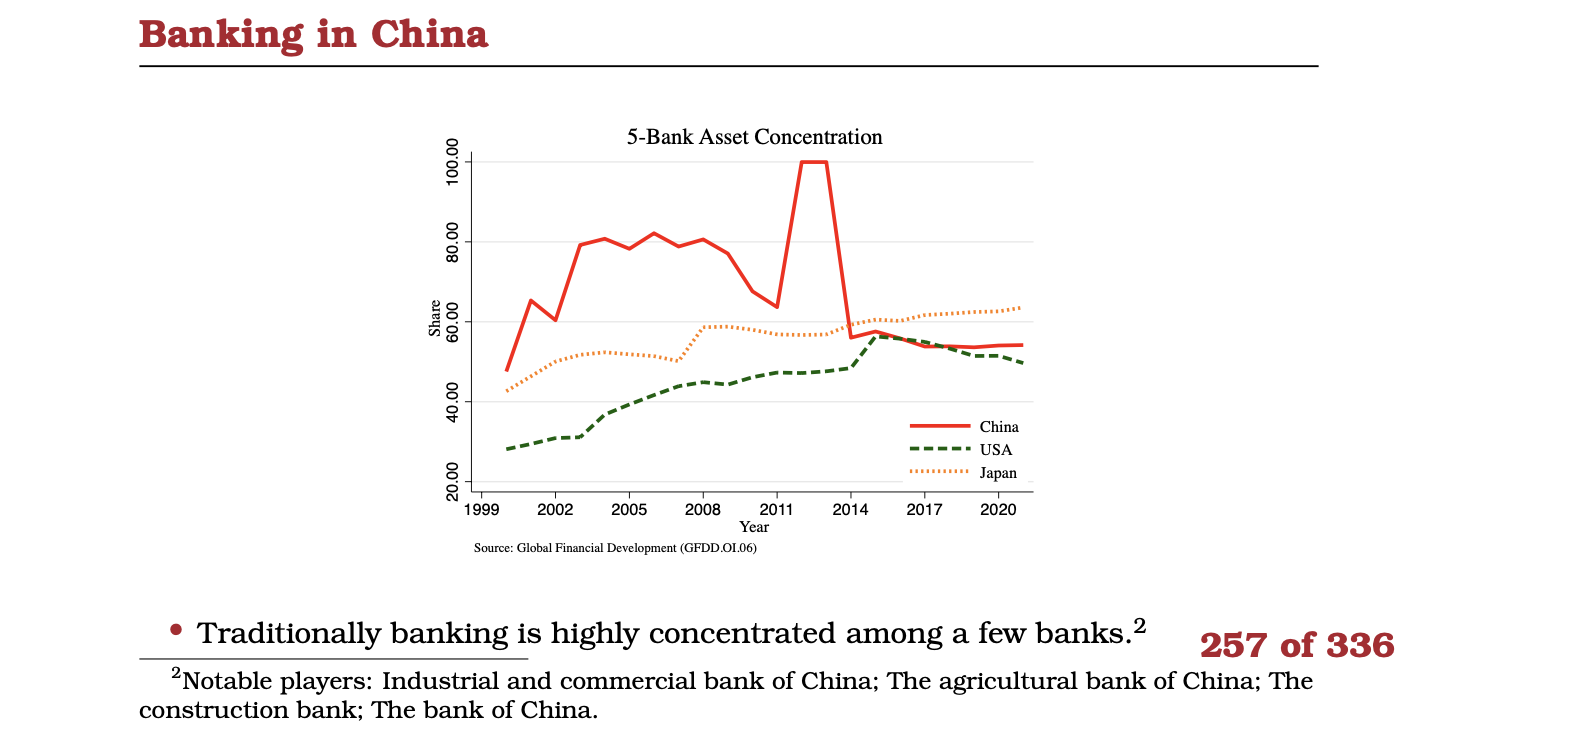 Banking in China
5-Bank Asset Concentration
Share
100.00
80.00
60.00
40.00
20.00
China
USA
Japan
1999 2002 2005 2008 2011 2014 2017 2020
Year
Source: Global Financial Development (GFDD.OI.06)
• Traditionally banking is highly concentrated among a few banks.²
257 of 336
²Notable players: Industrial and commercial bank of China; The agricultural bank of China; The
construction bank; The bank of China.